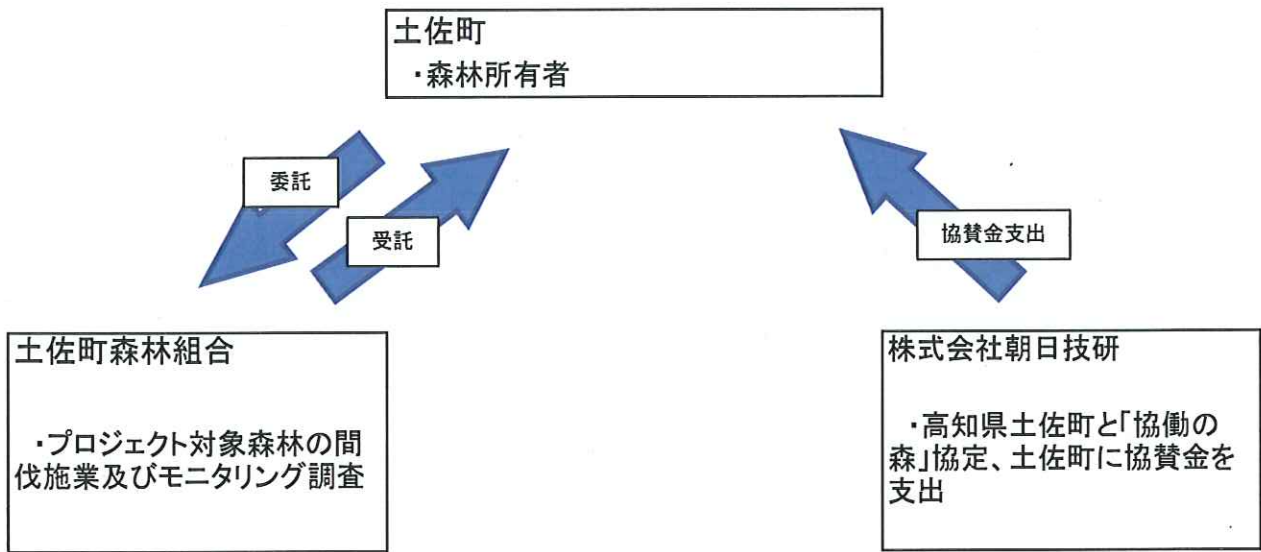 土佐町
・森林所有者
委託
受託
協賛金支出
土佐町森林組合
・プロジェクト対象森林の間
伐施業及びモニタリング調査
株式会社朝日技研
・高知県土佐町と「協働の
森」協定、土佐町に協賛金を
支出